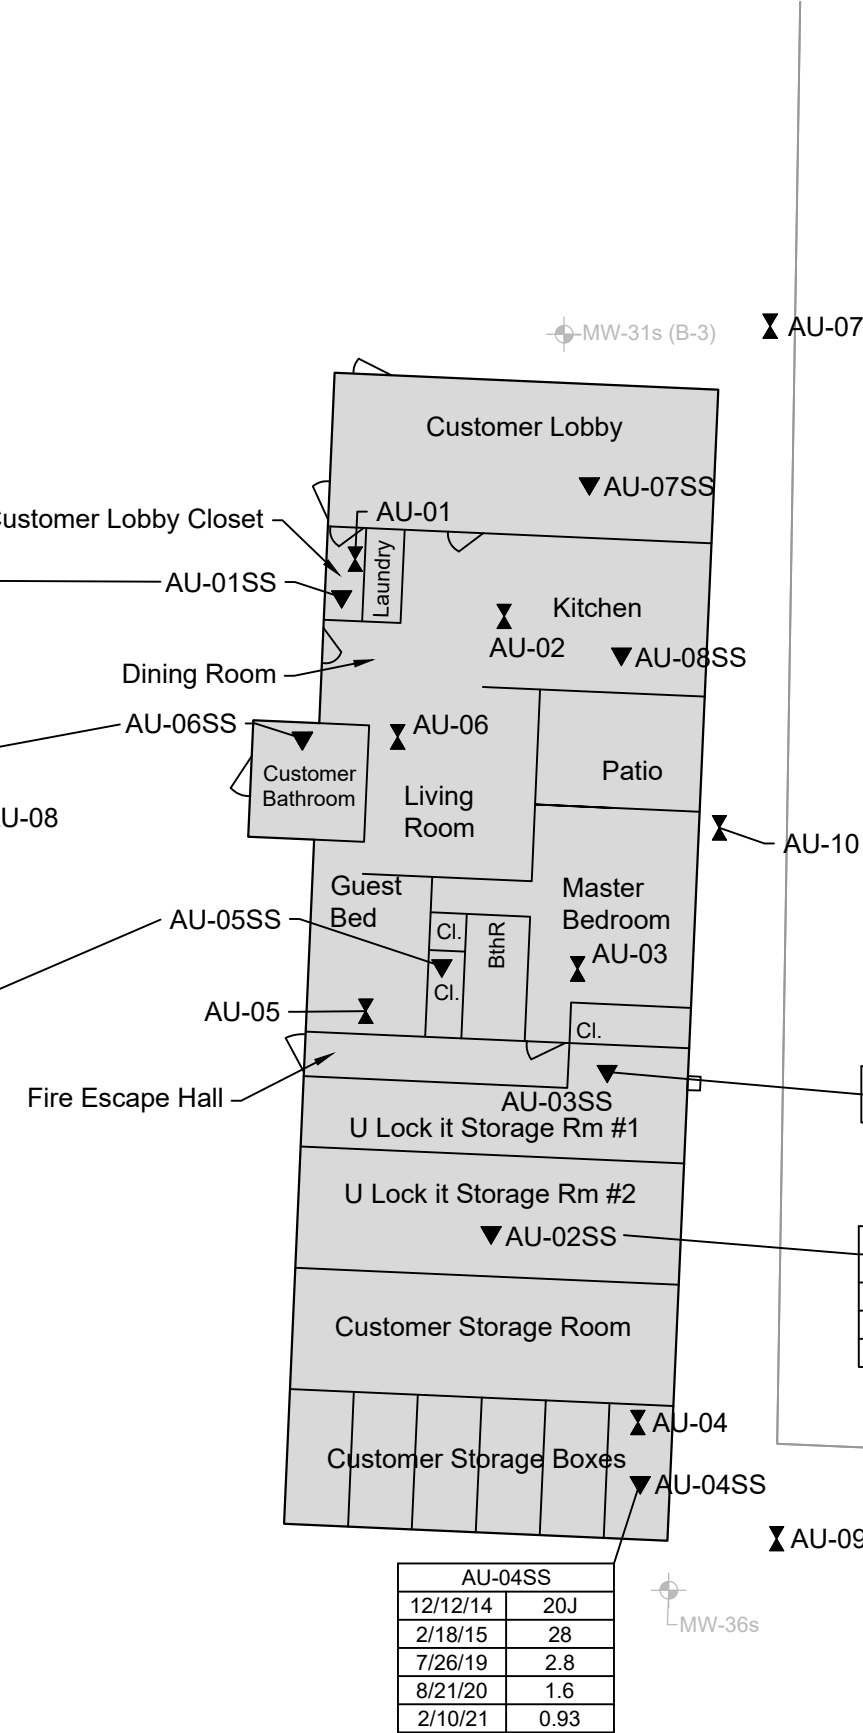 AU-07
MW-31s (B-3)
Customer Lobby
AU-07SS
AU-01
ustomer Lobby Closet
Laundry
AU-01SS
Kitchen
AU-02
AU-08SS
Dining Room
AU-06SS
AU-06
Customer
Bathroom
Patio
Living
Room
U-08
AU-10
Guest
Bed
Master
Bedroom
AU-05SS
Cl.
BthR
AU-03
Cl.
AU-05
Cl.
Fire Escape Hall
AU-03SS
U Lock it Storage Rm #1
U Lock it Storage Rm #2
AU-02SS
Customer Storage Room
AU-04
Customer Storage Boxes
AU-04SS
AU-09
AU-04SS
12/12/14 20J
2/18/15 28
7/26/19 2.8
8/21/20 1.6
2/10/21 0.93
MW-36s